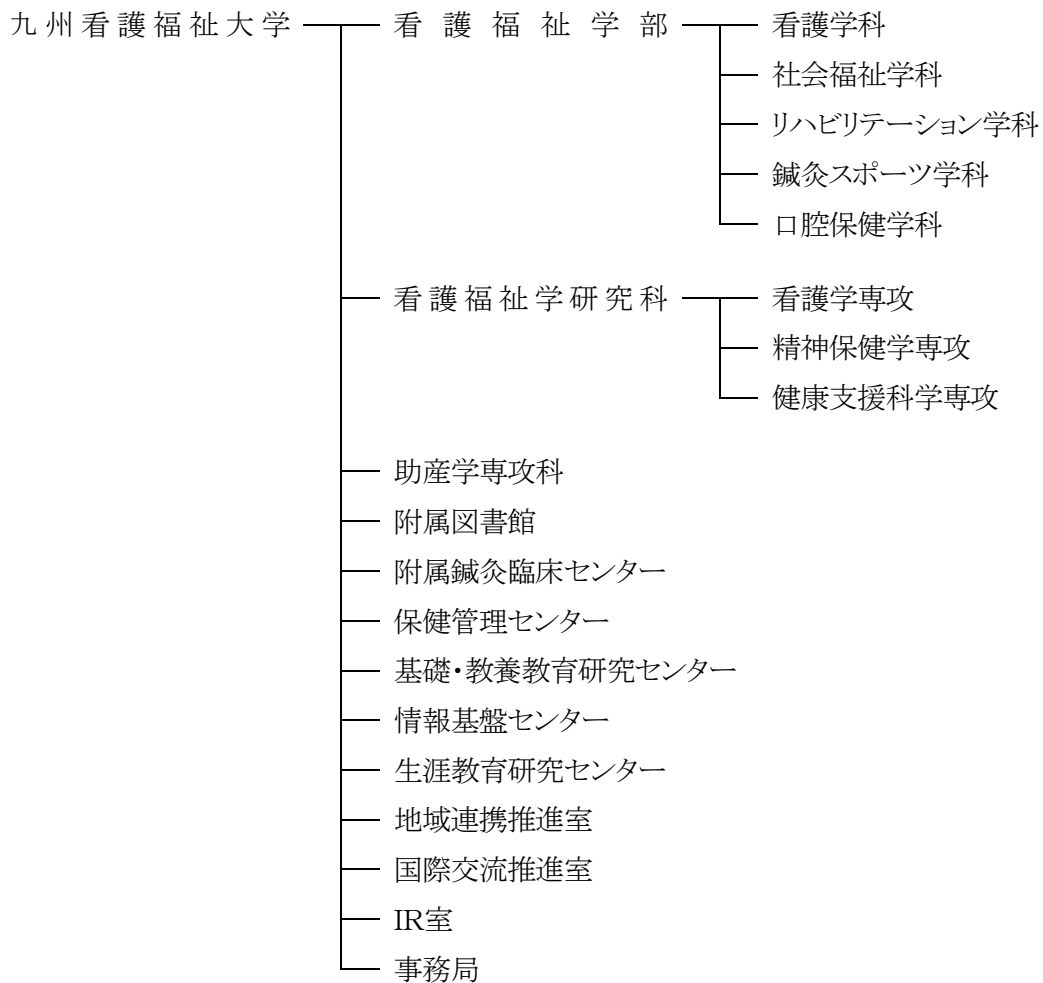 九州看護福祉大学 看護福祉学部 看護学科
社会福祉学科
リハビリテーション学科
鍼灸スポーツ学科
口腔保健学科
看護福祉学研究科 看護学専攻
精神保健学専攻
健康支援科学専攻
助産学専攻科
附属図書館
附属鍼灸臨床センター
保健管理センター
基礎・教養教育研究センター
情報基盤センター
生涯教育研究センター
地域連携推進室
国際交流推進室
IR室
事務局